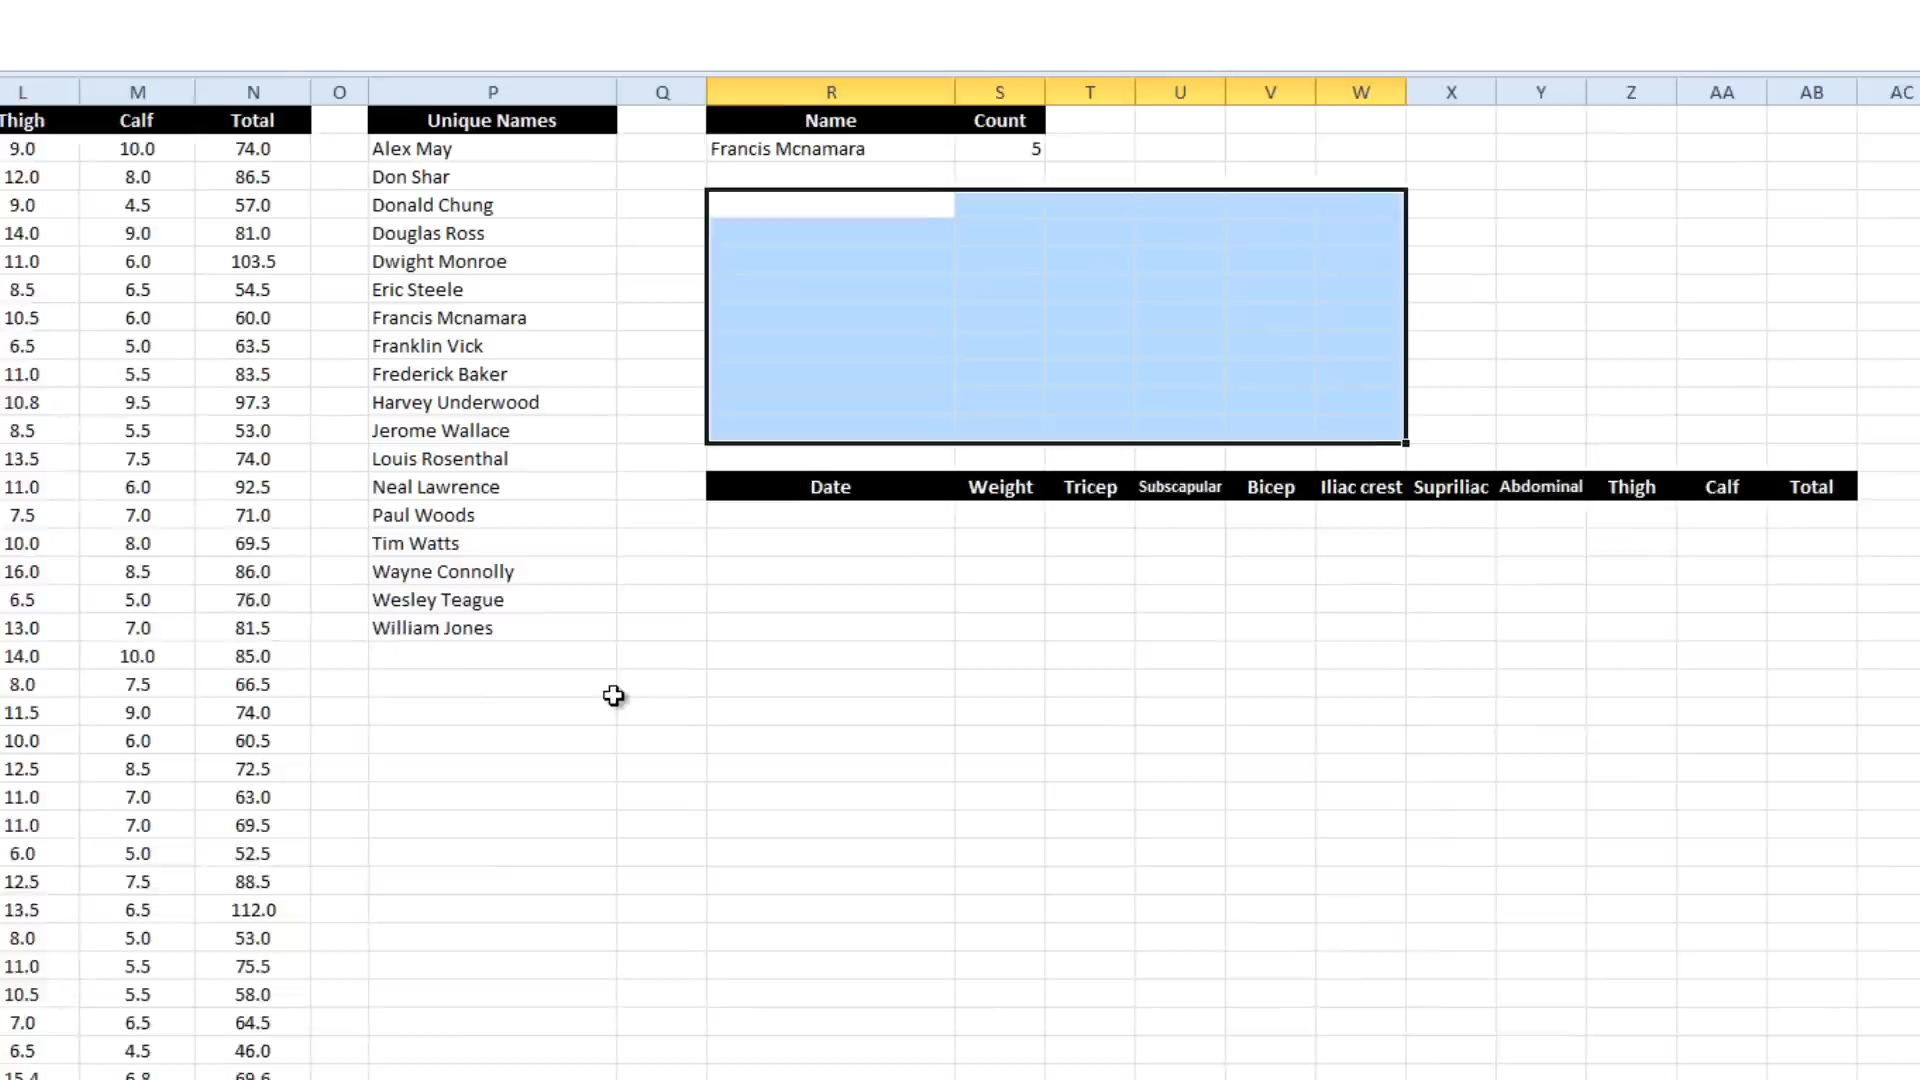 L M N O P Q R S T U V W X Y Z AA AB AC
Thigh Calf Total Unique Names Name Count
9.0 10.0 74.0 Alex May Francis Mcnamara 5
12.0 8.0 86.5 Don Shar
9.0 4.5 57.0 Donald Chung
14.0 9.0 81.0 Douglas Ross
11.0 6.0 103.5 Dwight Monroe
8.5 6.5 54.5 Eric Steele
10.5 6.0 60.0 Francis Mcnamara
6.5 5.0 63.5 Franklin Vick
11.0 5.5 83.5 Frederick Baker
10.8 9.5 97.3 Harvey Underwood
8.5 5.5 53.0 Jerome Wallace
13.5 7.5 74.0 Louis Rosenthal
11.0 6.0 92.5 Neal Lawrence Date Weight Tricep Subscapular Bicep Iliac crest Supriliac Abdominal Thigh Calf Total
7.5 7.0 71.0 Paul Woods
10.0 8.0 69.5 Tim Watts
16.0 8.5 86.0 Wayne Connolly
6.5 5.0 76.0 Wesley Teague
13.0 7.0 81.5 William Jones
14.0 10.0 85.0
8.0 7.5 66.5
11.5 9.0 74.0
10.0 6.0 60.5
12.5 8.5 72.5
11.0 7.0 63.0
11.0 7.0 69.5
6.0 5.0 52.5
12.5 7.5 88.5
13.5 6.5 112.0
8.0 5.0 53.0
11.0 5.5 75.5
10.5 5.5 58.0
7.0 6.5 64.5
6.5 4.5 46.0
15.4 6.8 69.6